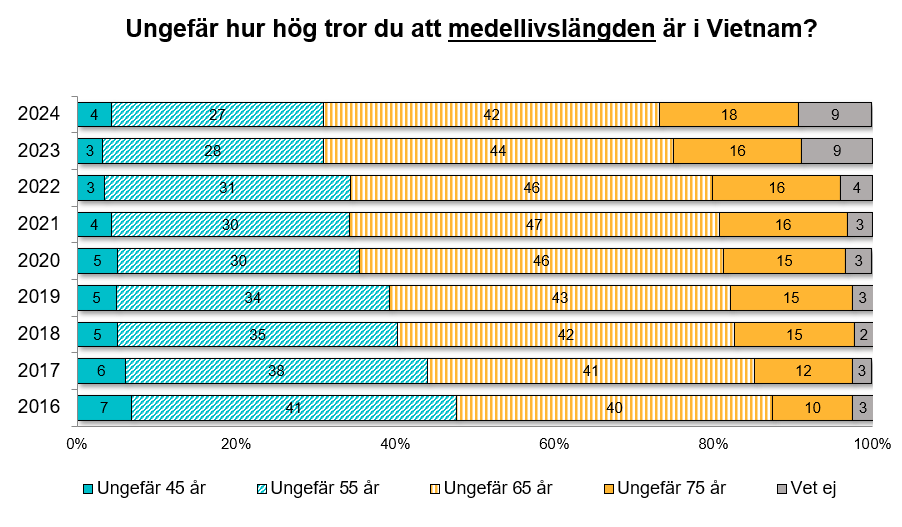 Ungefär hur hög tror du att medellivslängden är i Vietnam?
2024 4 27 42 18 9
2023 3 28 44 16 9
2022 3 31 46 16 4
2021 4 30 47 16 3
2020 5 30 46 15 3
2019 5 34 43 15 3
2018 5 35 42 15 2
2017 6 38 41 12 3
2016 7 41 40 10 3
0% 20% 40% 60% 80% 100%
Ungefär 45 år Ungefär 55 år Ungefär 65 år Ungefär 75 år Vet ej